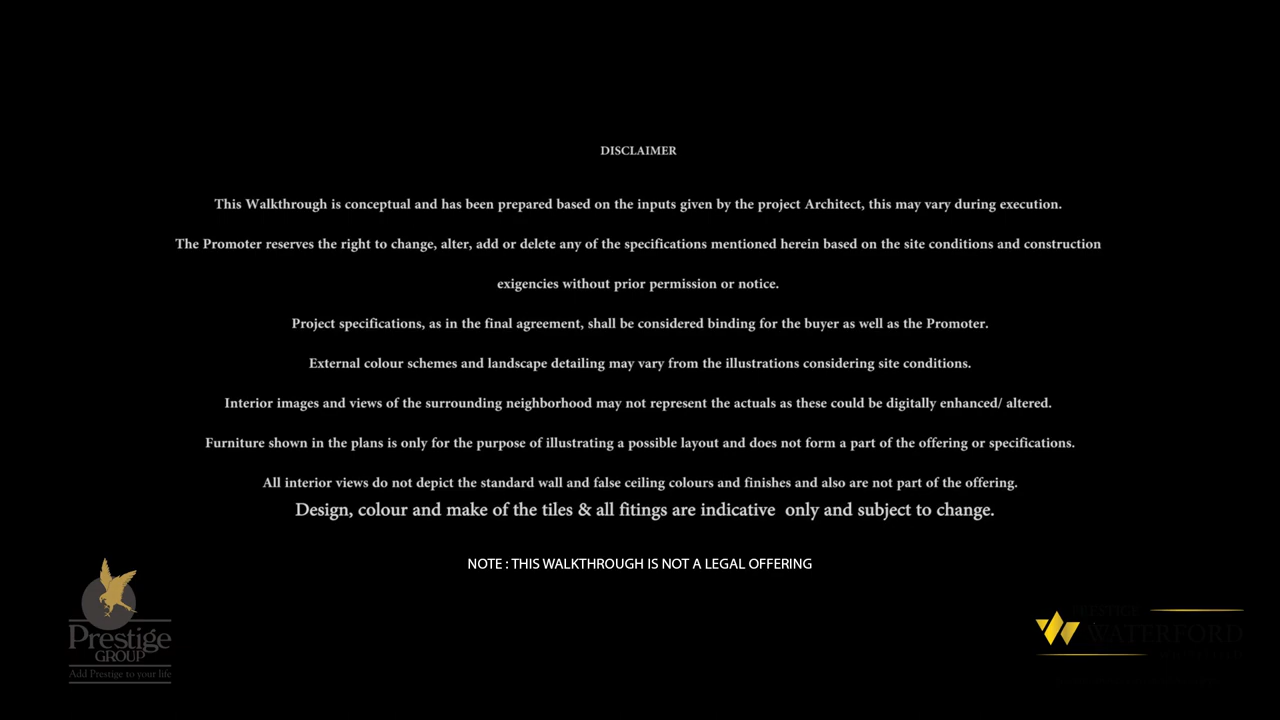 DISCLAIMER
This Walkthrough is conceptual and has been prepared based on the inputs given by the project Architect, this may vary during execution.
The Promoter reserves the right to change, alter, add or delete any of the specifications mentioned herein based on the site conditions and construction
exigencies without prior permission or notice.
Project specifications, as in the final agreement, shall be considered binding for the buyer as well as the Promoter.
External colour schemes and landscape detailing may vary from the illustrations considering site conditions.
Interior images and views of the surrounding neighborhood may not represent the actuals as these could be digitally enhanced/ altered.
Furniture shown in the plans is only for the purpose of illustrating a possible layout and does not form a part of the offering or specifications.
All interior views do not depict the standard wall and false ceiling colours and finishes and also are not part of the offering.
Design, colour and make of the tiles & all fitings are indicative  only and subject to change.
NOTE : THIS WALKTHROUGH IS NOT A LEGAL OFFERING
Prestige
GROUP
Add Prestige to your life
PRESTIGE
WATERFORD